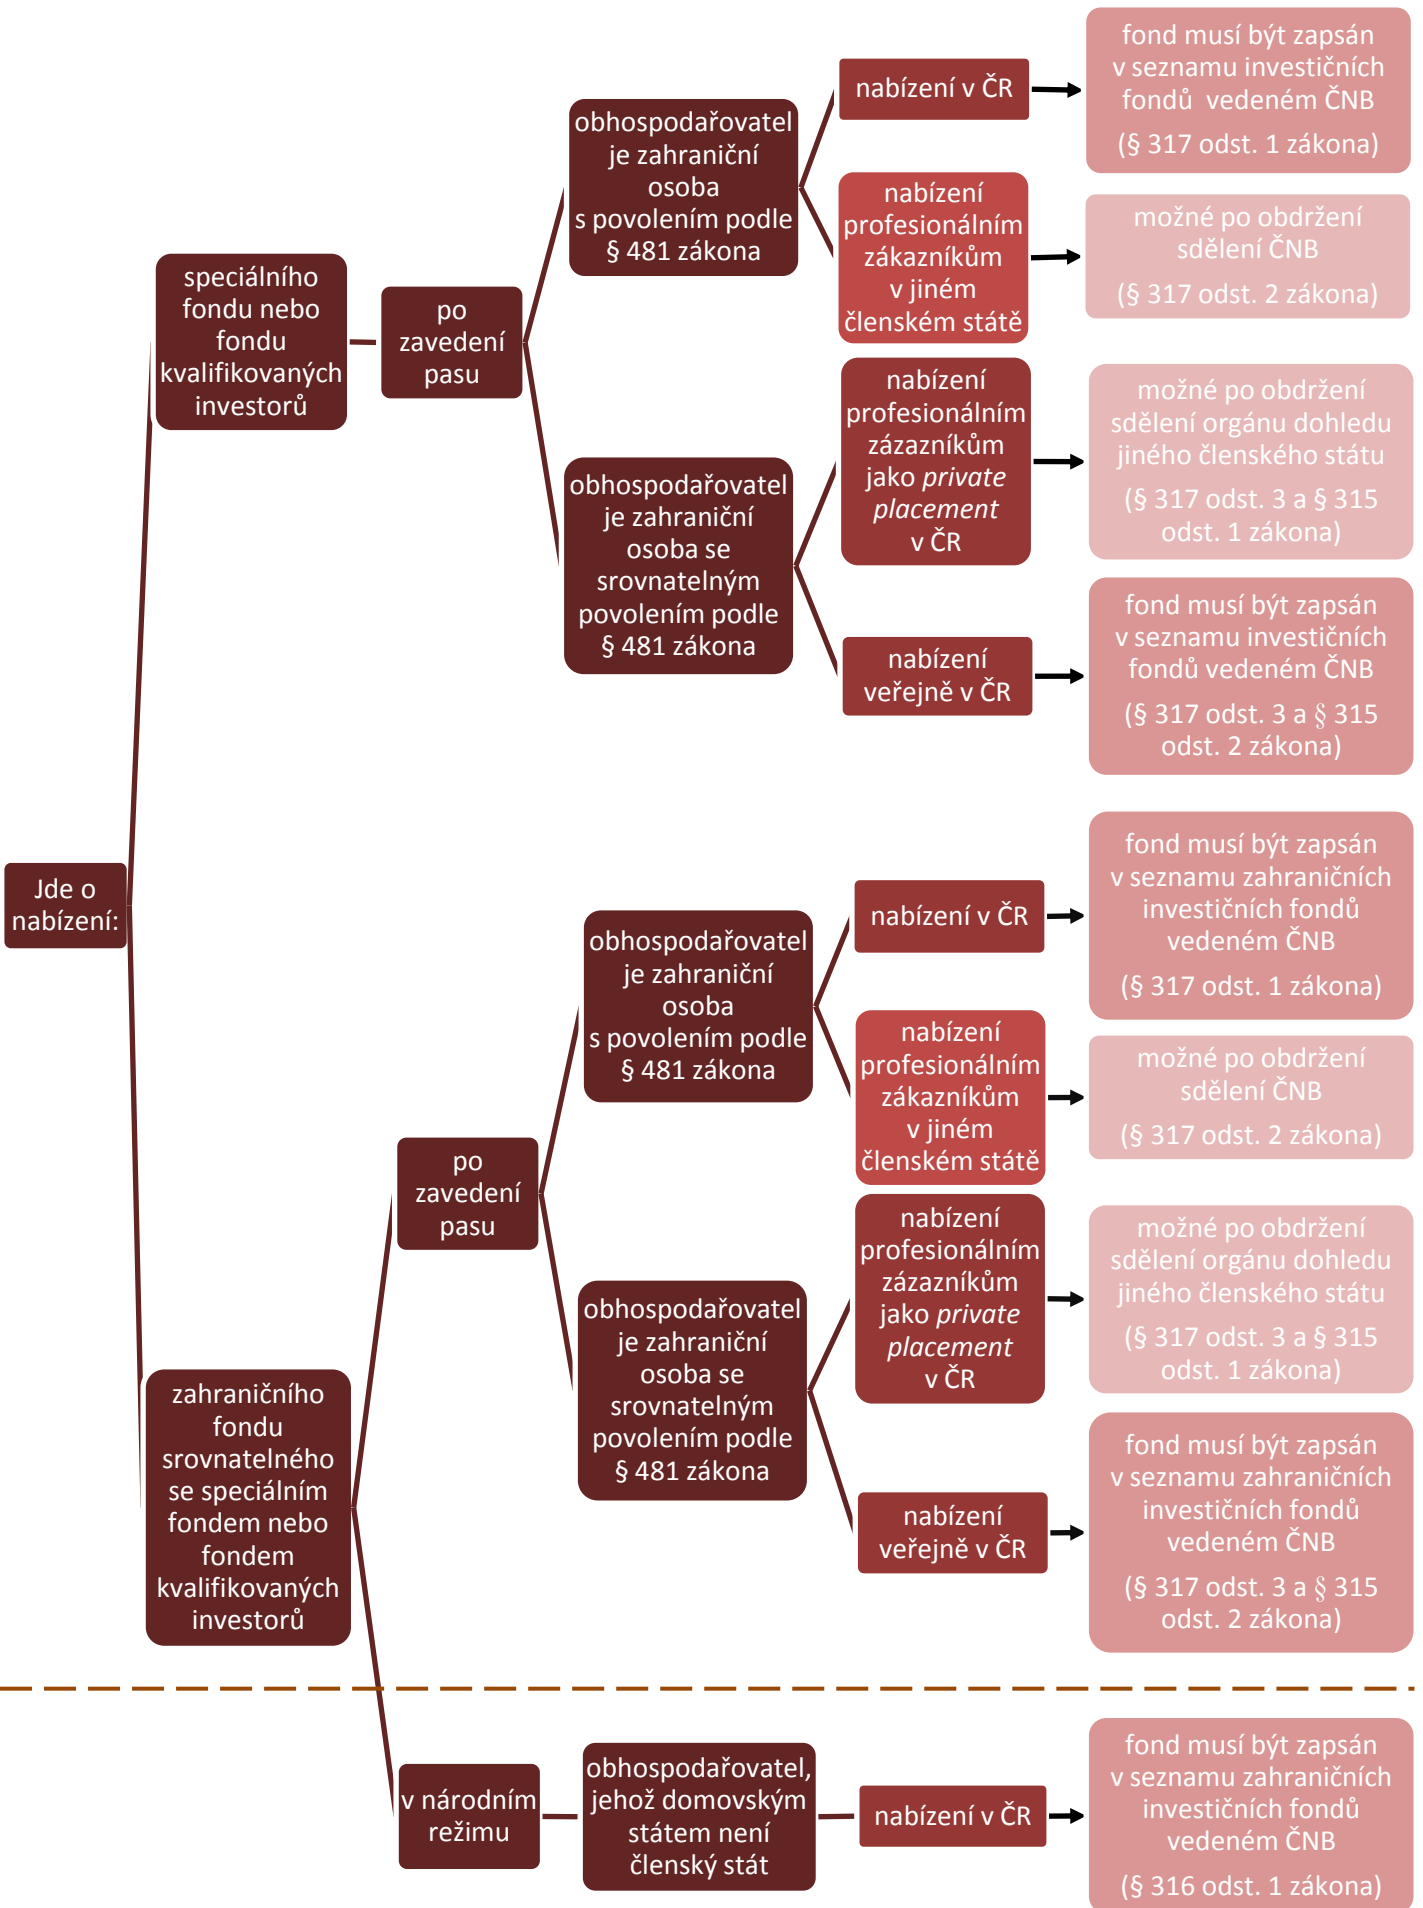 Jde o
nabízení:
speciálního
fondu nebo
fondu
kvalifikovaných
investorů
po
zavedení
pasu
obhospodařovatel
je zahraniční
osoba
s povolením podle
§ 481 zákona
nabízení v ČR
fond musí být zapsán
v seznamu investičních
fondů vedeném ČNB
(§ 317 odst. 1 zákona)
nabízení
profesionálním
zákazníkům
v jiném
členském státě
možné po obdržení
sdělení ČNB
(§ 317 odst. 2 zákona)
obhospodařovatel
je zahraniční
osoba se
srovnatelným
povolením podle
§ 481 zákona
nabízení
profesionálním
zázazníkům
jako private
placement
v ČR
možné po obdržení
sdělení orgánu dohledu
jiného členského státu
(§ 317 odst. 3 a § 315
odst. 1 zákona)
nabízení
veřejně v ČR
fond musí být zapsán
v seznamu investičních
fondů vedeném ČNB
(§ 317 odst. 3 a § 315
odst. 2 zákona)
zahraničního
fondu
srovnatelného
se speciálním
fondem nebo
fondem
kvalifikovaných
investorů
po
zavedení
pasu
obhospodařovatel
je zahraniční
osoba
s povolením podle
§ 481 zákona
nabízení v ČR
fond musí být zapsán
v seznamu zahraničních
investičních fondů
vedeném ČNB
(§ 317 odst. 1 zákona)
nabízení
profesionálním
zákazníkům
v jiném
členském státě
možné po obdržení
sdělení ČNB
(§ 317 odst. 2 zákona)
obhospodařovatel
je zahraniční
osoba se
srovnatelným
povolením podle
§ 481 zákona
nabízení
profesionálním
zázazníkům
jako private
placement
v ČR
možné po obdržení
sdělení orgánu dohledu
jiného členského státu
(§ 317 odst. 3 a § 315
odst. 1 zákona)
nabízení
veřejně v ČR
fond musí být zapsán
v seznamu zahraničních
investičních fondů
vedeném ČNB
(§ 317 odst. 3 a § 315
odst. 2 zákona)
v národním
režimu
obhospodařovatel,
jehož domovským
státem není
členský stát
nabízení v ČR
fond musí být zapsán
v seznamu zahraničních
investičních fondů
vedeném ČNB
(§ 316 odst. 1 zákona)